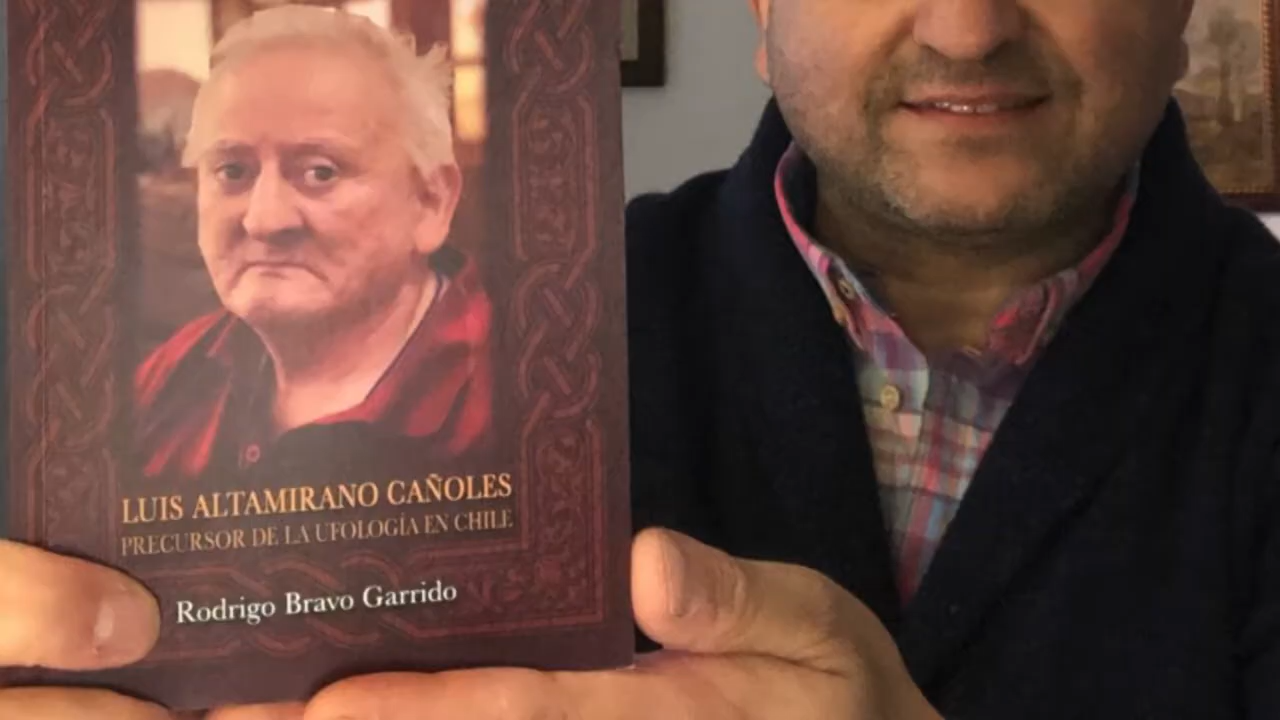 LUIS ALTAMIRANO CAÑOLES
PRECURSOR DE LA UFOLOGÍA EN CHILE
Rodrigo Bravo Garrido